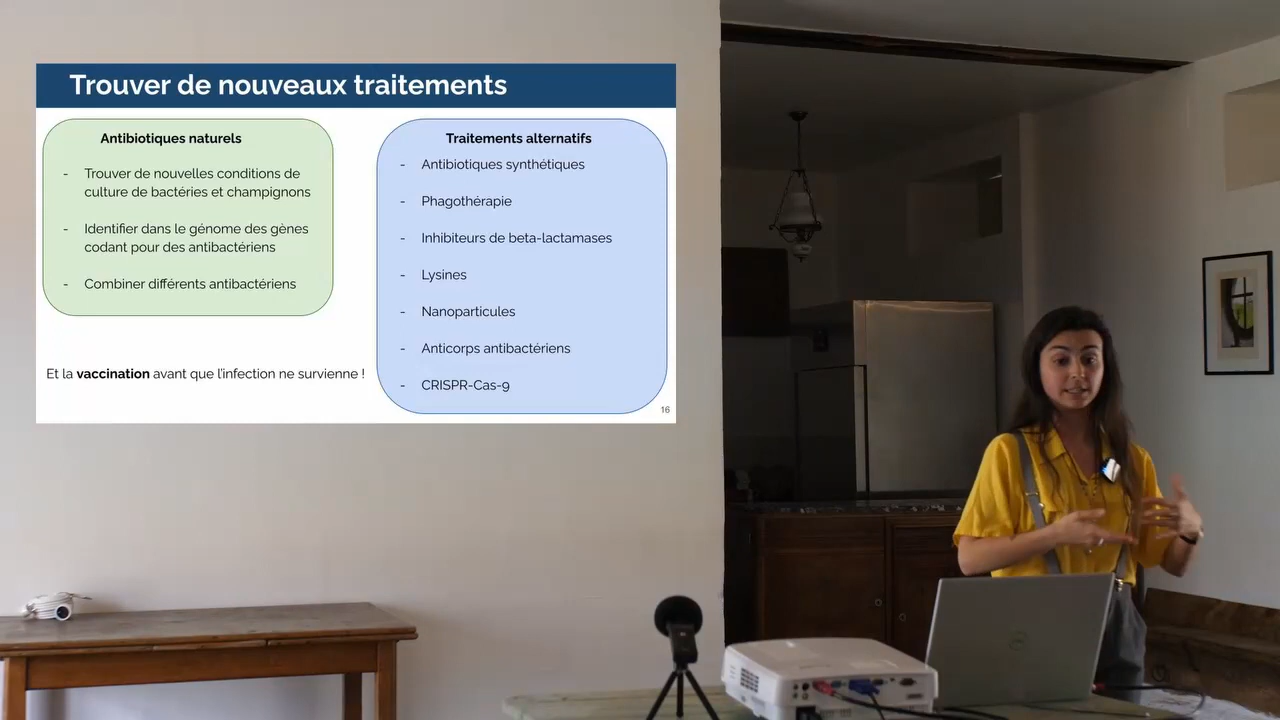 Trouver de nouveaux traitements
Antibiotiques naturels
- Trouver de nouvelles conditions de
culture de bactéries et champignons
- Identifier dans le génome des gènes
codant pour des antibactériens
- Combiner différents antibactériens
Et la vaccination avant que l'infection ne survienne !
Traitements alternatifs
- Antibiotiques synthétiques
- Phagothérapie
- Inhibiteurs de beta-lactamases
- Lysines
- Nanoparticules
- Anticorps antibactériens
- CRISPR-Cas-9
16